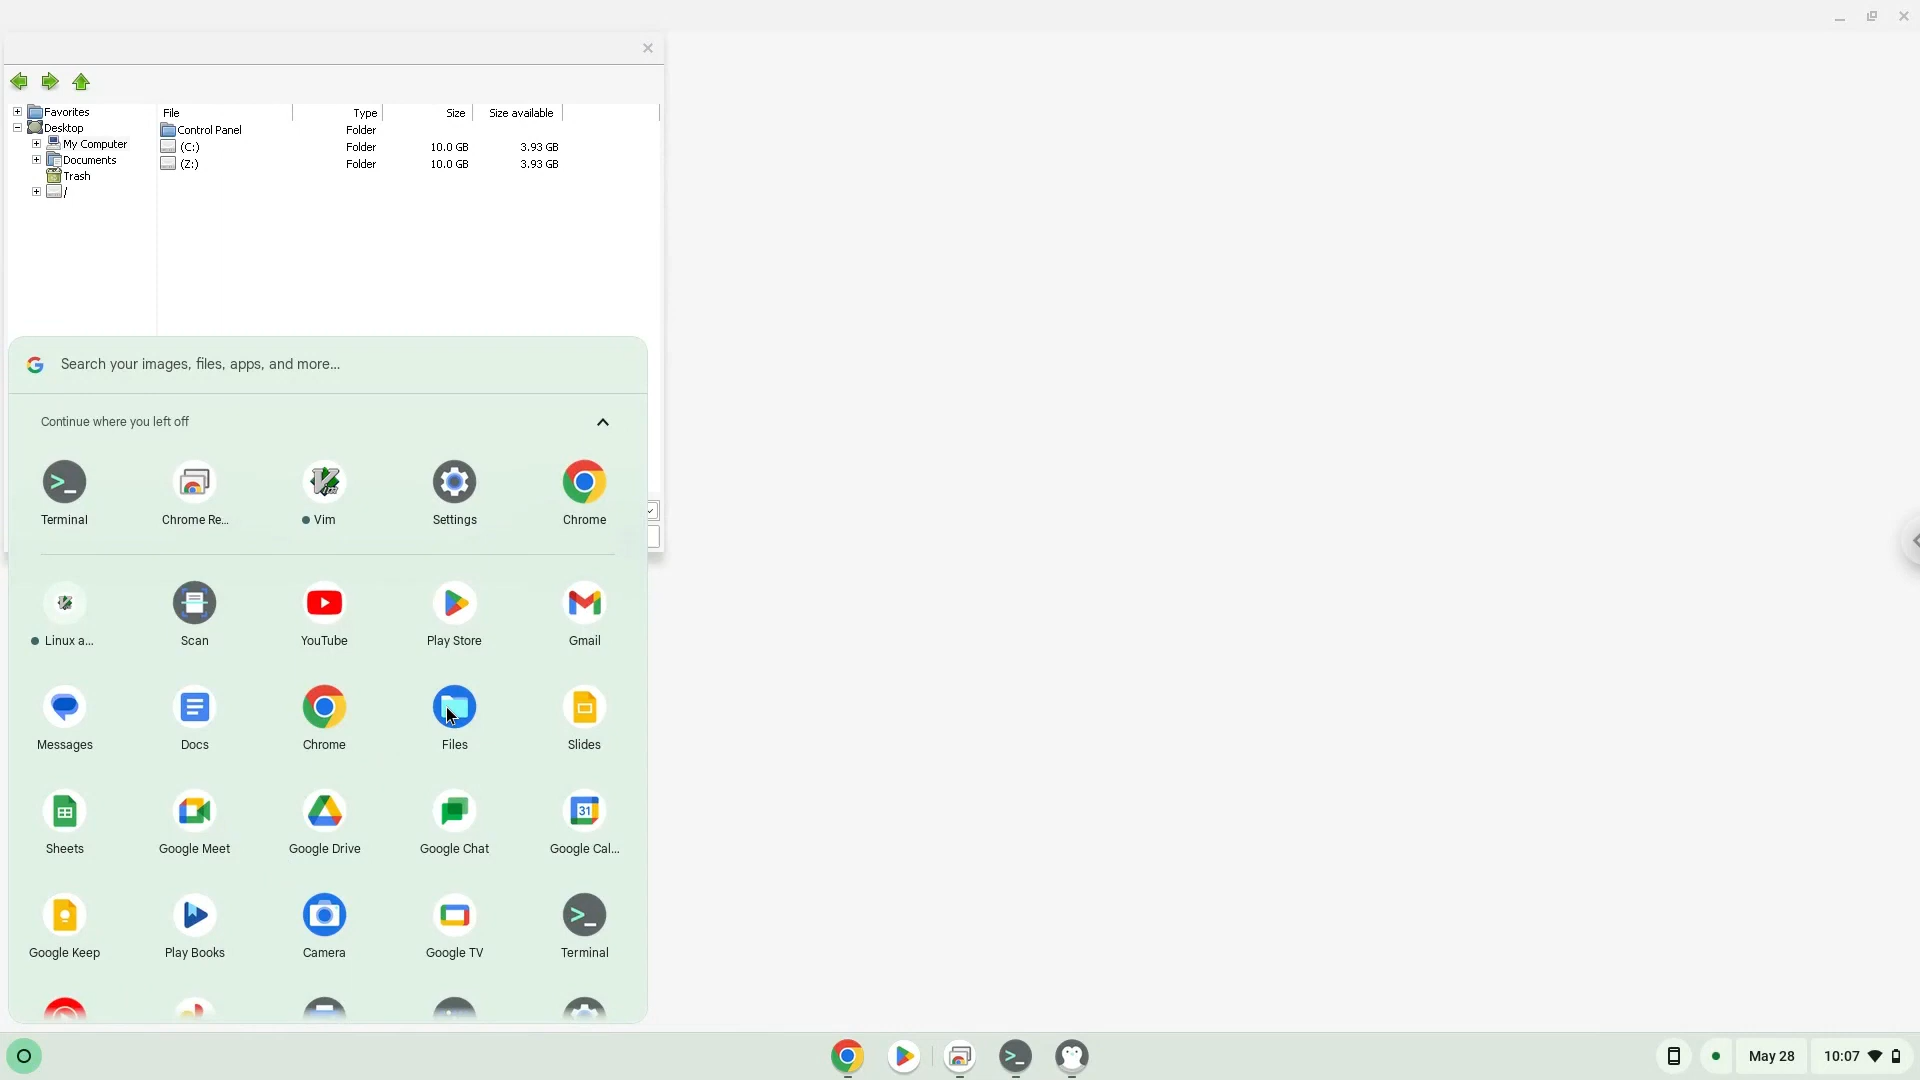 Favorites
Desktop
My Computer
Documents
Trash
/
File Type Size Size available
Control Panel Folder
(C:) Folder 10.0 GB 3.93 GB
(Z:) Folder 10.0 GB 3.93 GB
Search your images, files, apps, and more...
Continue where you left off
Terminal
Chrome Re...
Vim
Settings
Chrome
Linux a...
Scan
YouTube
Play Store
Gmail
Messages
Docs
Chrome
Files
Slides
Sheets
Google Meet
Google Drive
Google Chat
31
Google Cal...
Google Keep
Play Books
Camera
Google TV
Terminal
May 28
10:07